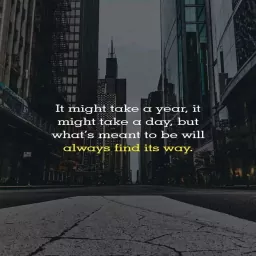 It might take a year, it
might take a day, but
what's meant to be will
always find its way.